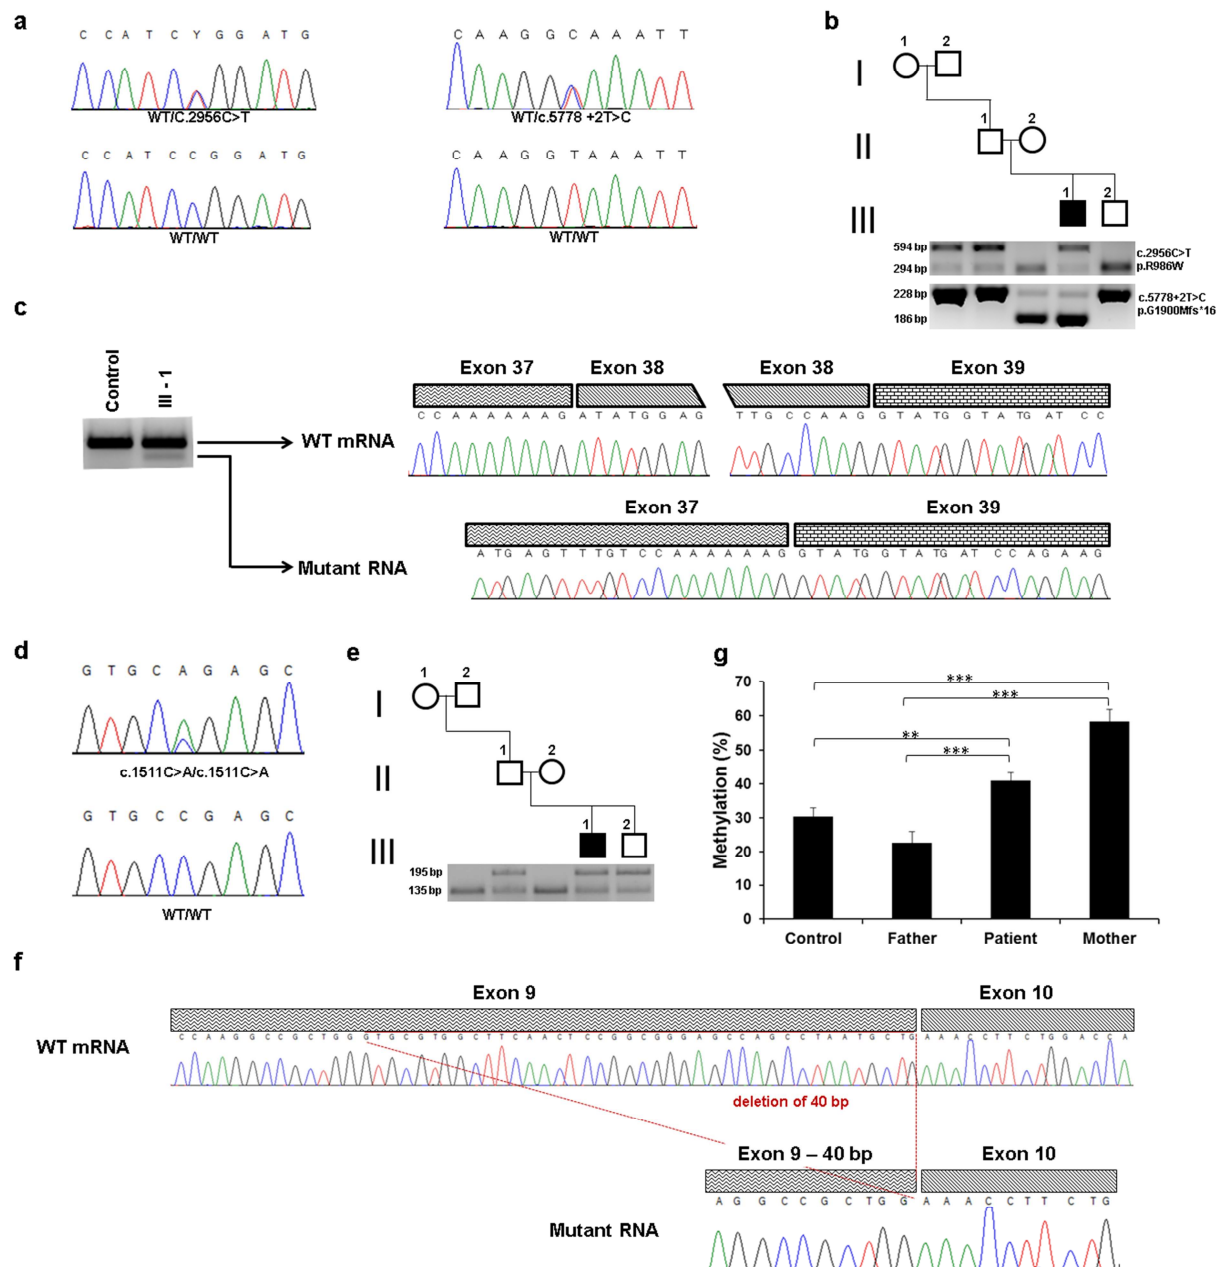 a
C C A T C Y G G A T G
WT/C.2956C>T
C C A T C C G G A T G
WT/WT
C A A G G C A A A T T
WT/c.5778 +2T>C
C A A G G T A A A T T
WT/WT
b
1 2
I
1 2
II
1 2
III
594 bp
294 bp
c.2956C>T
p.R986W
228 bp
186 bp
c.5778+2T>C
p.G1900Mfs*16
c
Control
III - 1
WT mRNA
Mutant RNA
Exon 37 Exon 38 Exon 38 Exon 39
C C A A A A A A G A T A T G G A G T T G C C A A G G T A T G G T A T G A T C C
Exon 37 Exon 39
A T G A G T T T G T C C A A A A A A G G T A T G G T A T G A T C C A G A A G
d
G T G C A G A G C
c.1511C>A/c.1511C>A
G T G C C G A G C
WT/WT
e
1 2
I
1 2
II
1 2
III
195 bp
135 bp
g
Methylation (%)
70
60
50
40
30
20
10
0
***
***
**
***
Control Father Patient Mother
f
Exon 9 Exon 10
WT mRNA
C C A A G G C C G C T G G G T G C G T G G C T T C A A C T C C G G C G G G A G C C A G C C T A A T G C T G A A A C C T T C T G G A C C A
deletion of 40 bp
Exon 9 – 40 bp Exon 10
A G G C C G C T G G A A A C C T T C T G
Mutant RNA